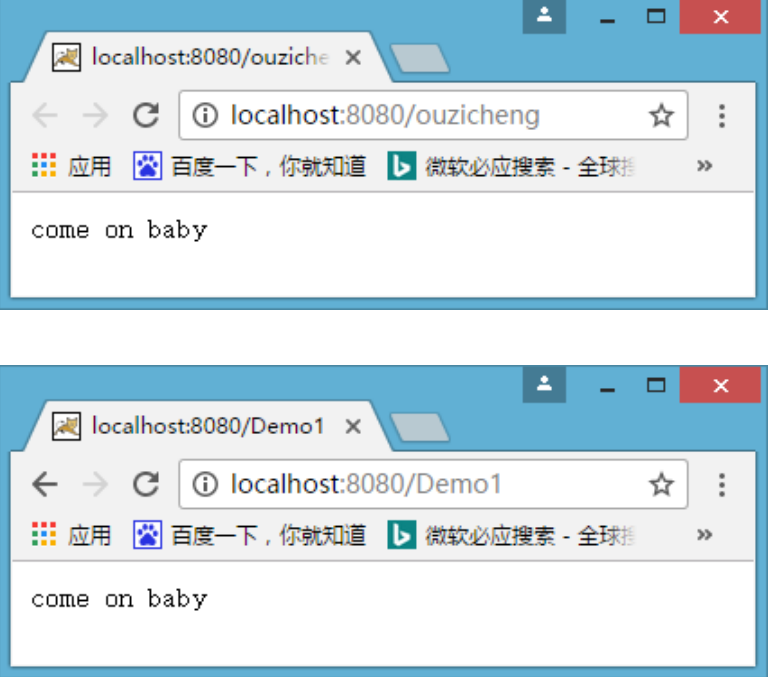 localhost:8080/ouziche
localhost:8080/ouzicheng
应用 百度一下，你就知道 微软必应搜索 - 全球 »
come on baby
localhost:8080/Demo1
localhost:8080/Demo1
应用 百度一下，你就知道 微软必应搜索 - 全球 »
come on baby